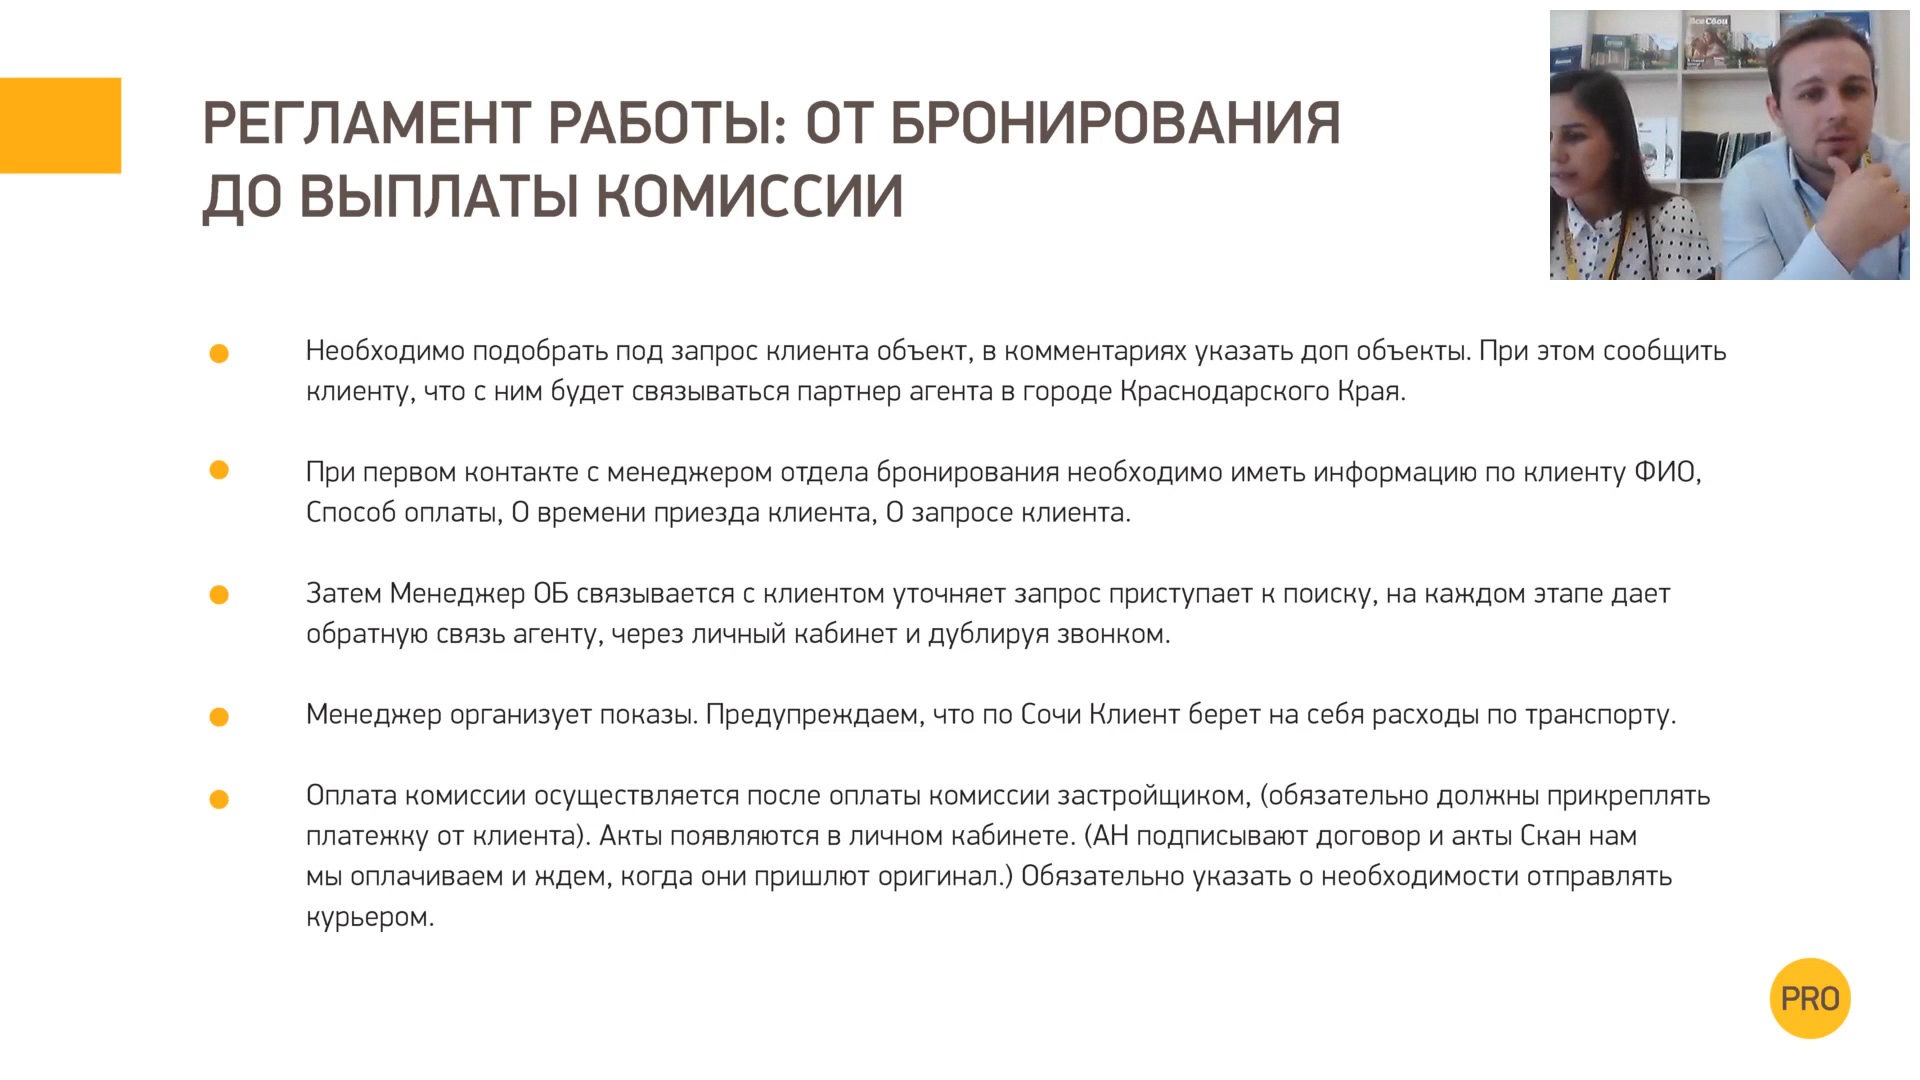 РЕГЛАМЕНТ РАБОТЫ: ОТ БРОНИРОВАНИЯ
ДО ВЫПЛАТЫ КОМИССИИ
Необходимо подобрать под запрос клиента объект, в комментариях указать доп объекты. При этом сообщить
клиенту, что с ним будет связываться партнер агента в городе Краснодарского Края.
При первом контакте с менеджером отдела бронирования необходимо иметь информацию по клиенту ФИО,
Способ оплаты, О времени приезда клиента, О запросе клиента.
Затем Менеджер ОБ связывается с клиентом уточняет запрос приступает к поиску, на каждом этапе дает
обратную связь агенту, через личный кабинет и дублируя звонком.
Менеджер организует показы. Предупреждаем, что по Сочи Клиент берет на себя расходы по транспорту.
Оплата комиссии осуществляется после оплаты комиссии застройщиком, (обязательно должны прикреплять
платежку от клиента). Акты появляются в личном кабинете. (АН подписывают договор и акты Скан нам
мы оплачиваем и ждем, когда они пришлют оригинал.) Обязательно указать о необходимости отправлять
курьером.
PRO